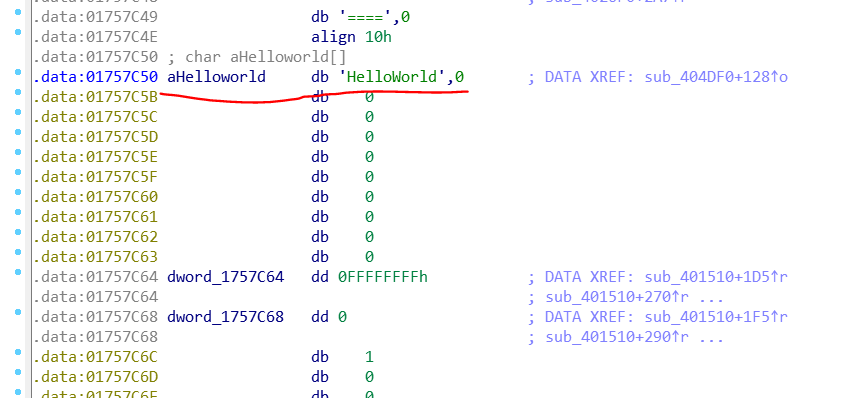 .data:01757C49 db '====',0
.data:01757C4E align 10h
.data:01757C50 ; char aHelloworld[]
.data:01757C50 aHelloworld db 'HelloWorld',0 ; DATA XREF: sub_404DF0+128↑o
.data:01757C5B db 0
.data:01757C5C db 0
.data:01757C5D db 0
.data:01757C5E db 0
.data:01757C5F db 0
.data:01757C60 db 0
.data:01757C61 db 0
.data:01757C62 db 0
.data:01757C63 db 0
.data:01757C64 dword_1757C64 dd 0FFFFFFFFh ; DATA XREF: sub_401510+1D5↑r
.data:01757C64 ; sub_401510+270↑r ...
.data:01757C68 dword_1757C68 dd 0 ; DATA XREF: sub_401510+1F5↑r
.data:01757C68 ; sub_401510+290↑r ...
.data:01757C6C db 1
.data:01757C6D db 0